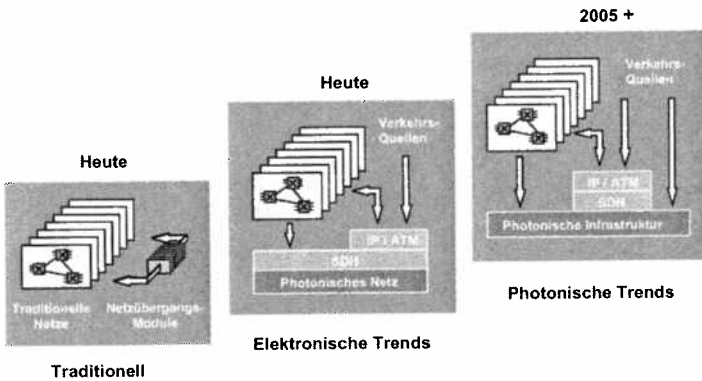 Heute
Traditionelle
Netze
Netzübergangs-
Module
Traditionell
Heute
Verkehrs-
Quellen
IP / ATM
SDH
Photonisches Netz
Elektronische Trends
2005 +
Verkehrs-
Quellen
IP / ATM
SDH
Photonische Infrastruktur
Photonische Trends